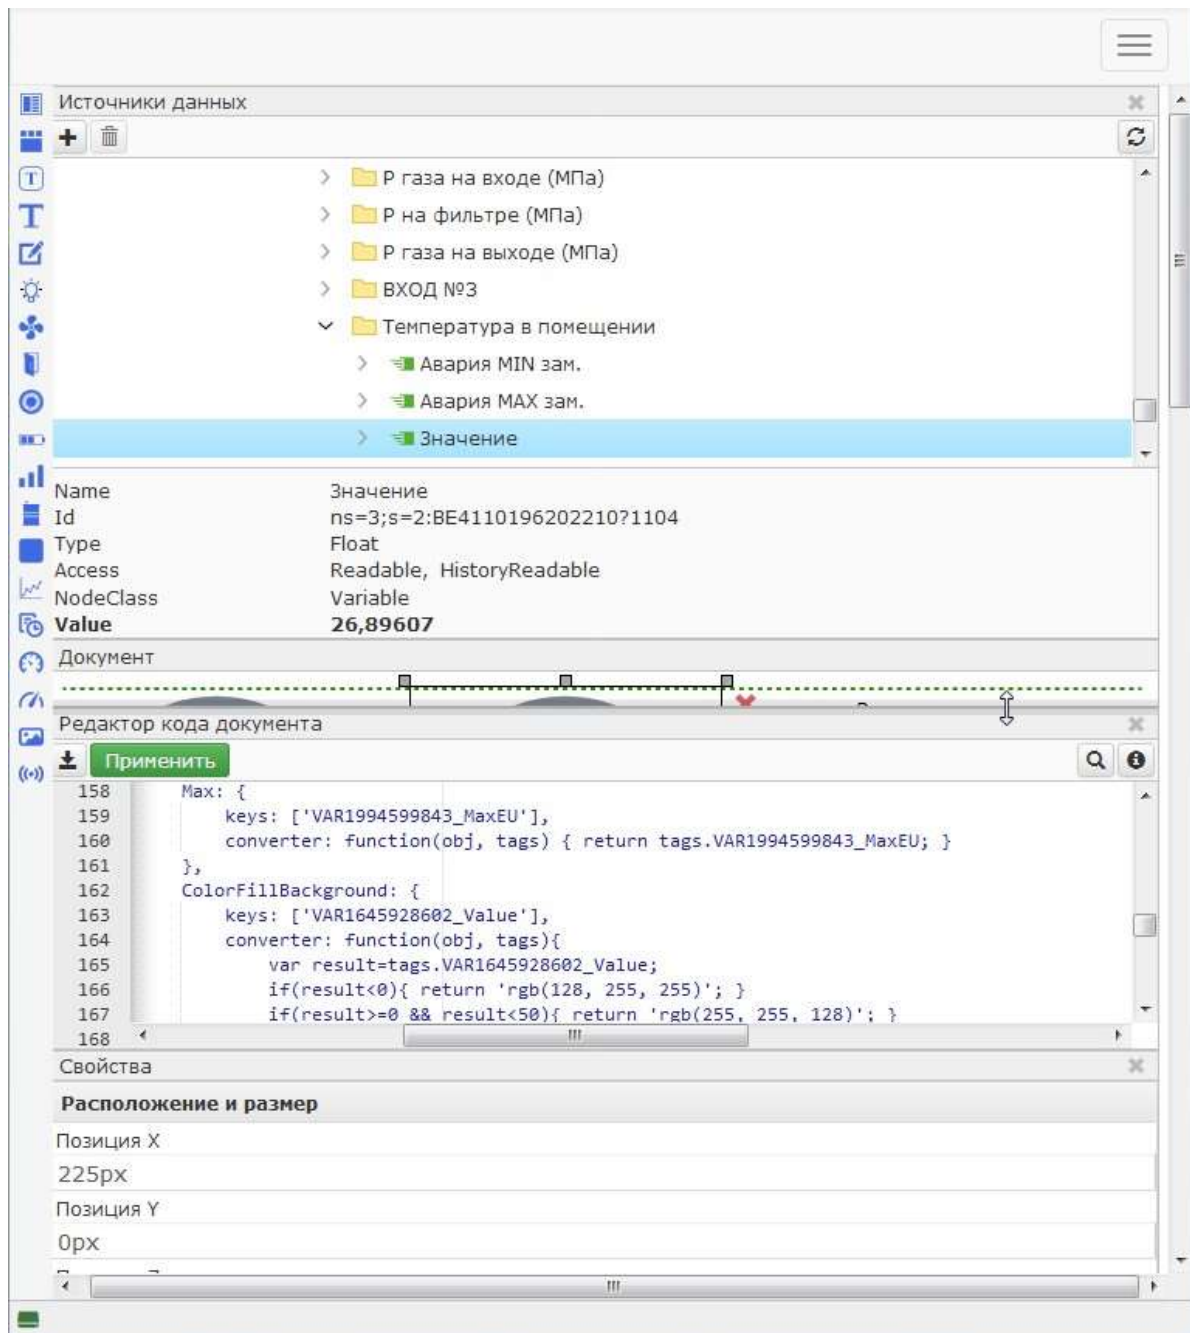 Источники данных
P газа на входе (МПа)
P на фильтре (МПа)
P газа на выходе (МПа)
ВХОД №3
Температура в помещении
Авария MIN зам.
Авария MAX зам.
Значение
Name Значение
Id ns=3;s=2:BE4110196202210?1104
Type Float
Access Readable, HistoryReadable
NodeClass Variable
Value 26,89607
Документ
Редактор кода документа
Применить
158 Max: {
159 keys: ['VAR1994599843_MaxEU'],
160 converter: function(obj, tags) { return tags.VAR1994599843_MaxEU; }
161 },
162 ColorFillBackground: {
163 keys: ['VAR1645928602_Value'],
164 converter: function(obj, tags){
165 var result=tags.VAR1645928602_Value;
166 if(result<0){ return 'rgb(128, 255, 255)'; }
167 if(result>=0 && result<50){ return 'rgb(255, 255, 128)'; }
168
Свойства
Расположение и размер
Позиция X
225px
Позиция Y
0px